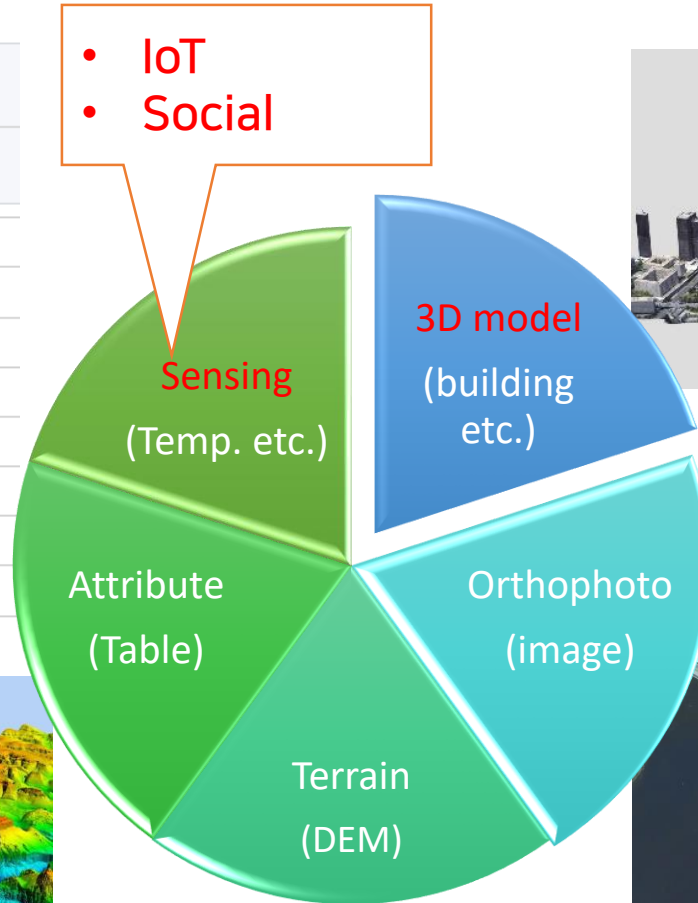 • IoT
• Social
3D model
(building
etc.)
Sensing
(Temp. etc.)
Attribute
(Table)
Orthophoto
(image)
Terrain
(DEM)